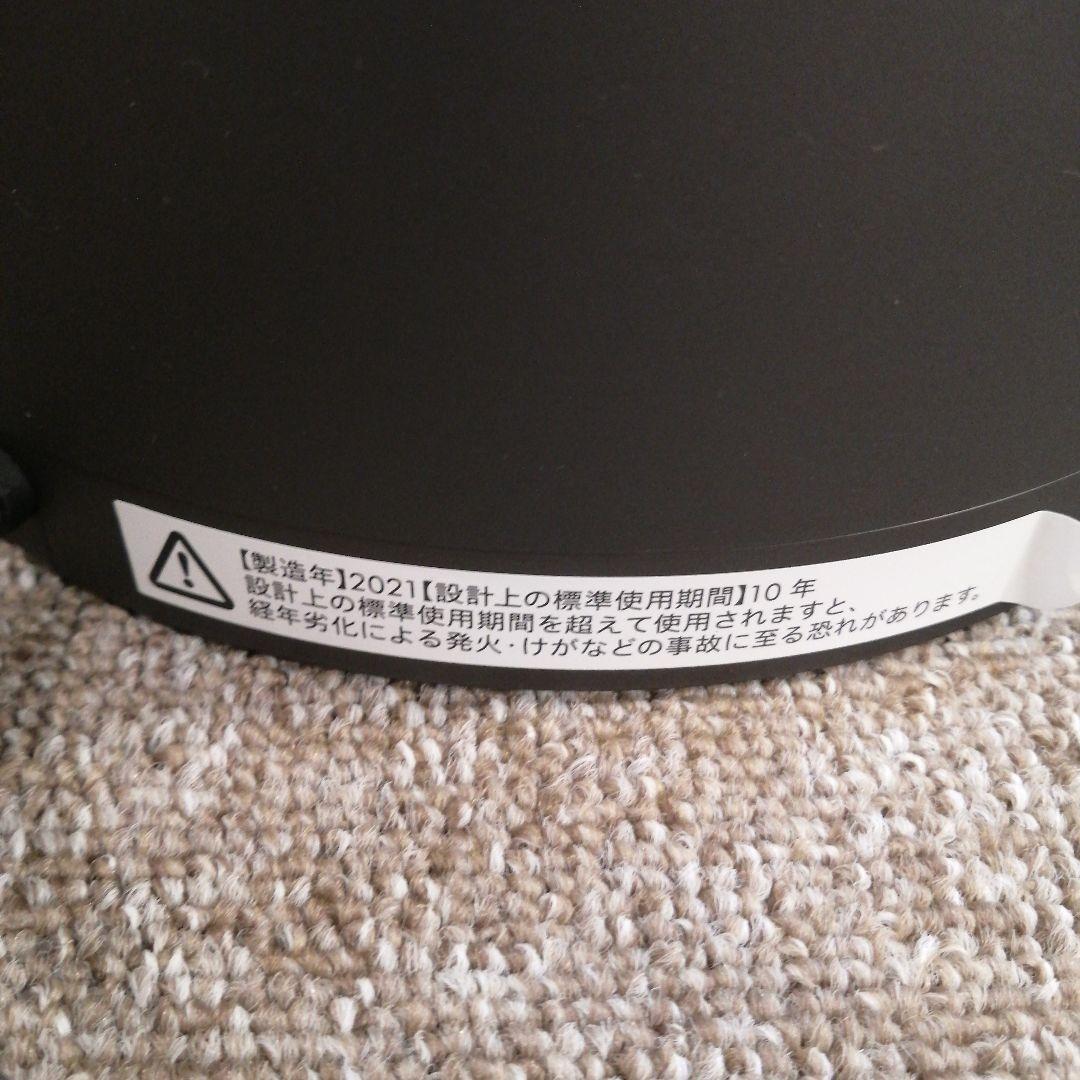 【製造年】2021【設計上の標準使用期間】10 年
設計上の標準使用期間を超えて使用されますと、
経年劣化による発火・けがなどの事故に至る恐れがあります。